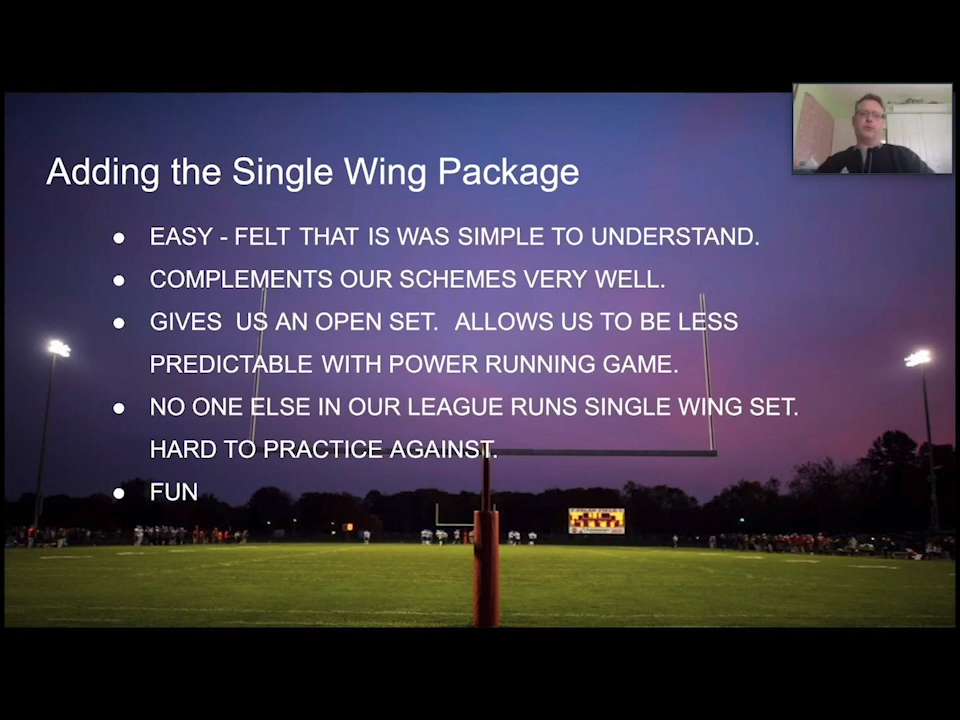 Adding the Single Wing Package
● EASY - FELT THAT IS WAS SIMPLE TO UNDERSTAND.
● COMPLEMENTS OUR SCHEMES VERY WELL.
● GIVES  US AN OPEN SET.  ALLOWS US TO BE LESS
PREDICTABLE WITH POWER RUNNING GAME.
● NO ONE ELSE IN OUR LEAGUE RUNS SINGLE WING SET.
HARD TO PRACTICE AGAINST.
● FUN